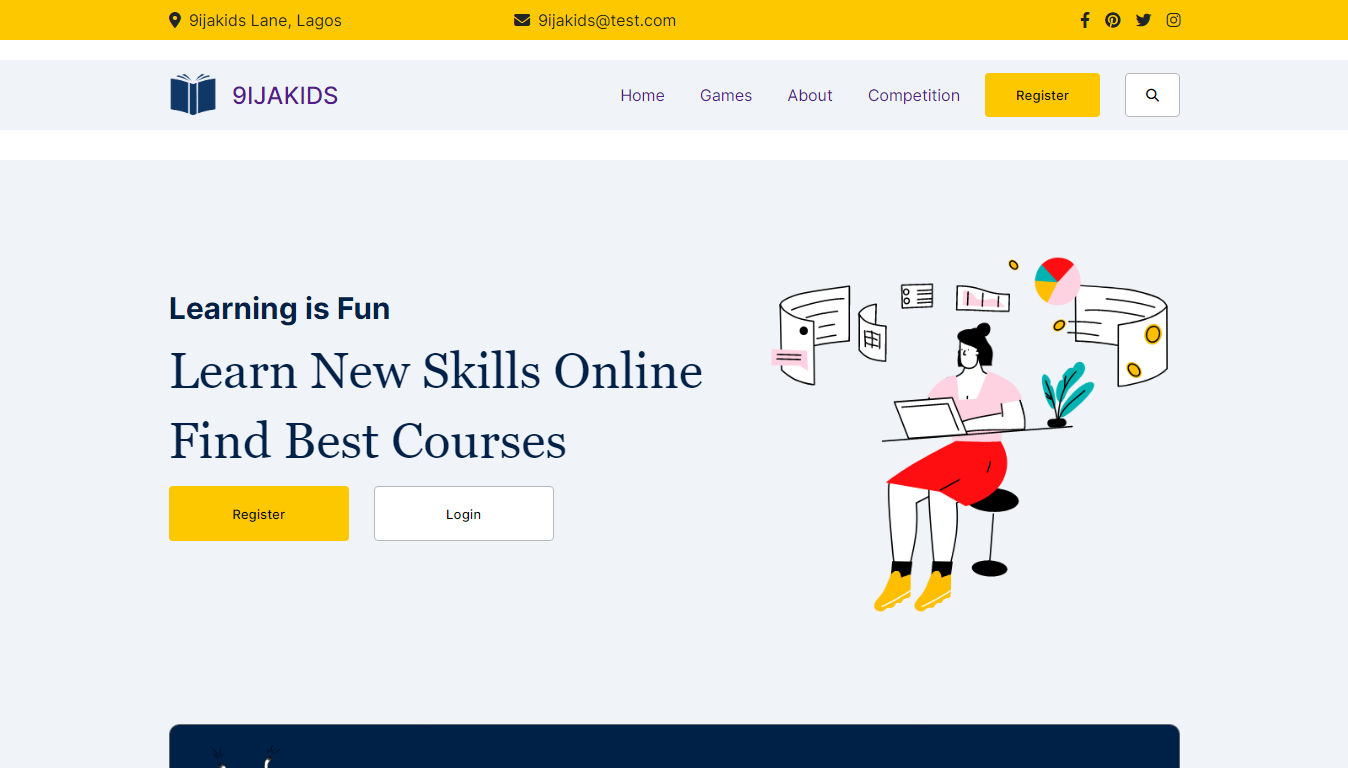 9ijakids Lane, Lagos
9ijakids@test.com
9IJAKIDS
Home
Games
About
Competition
Register
Learning is Fun
Learn New Skills Online
Find Best Courses
Register
Login